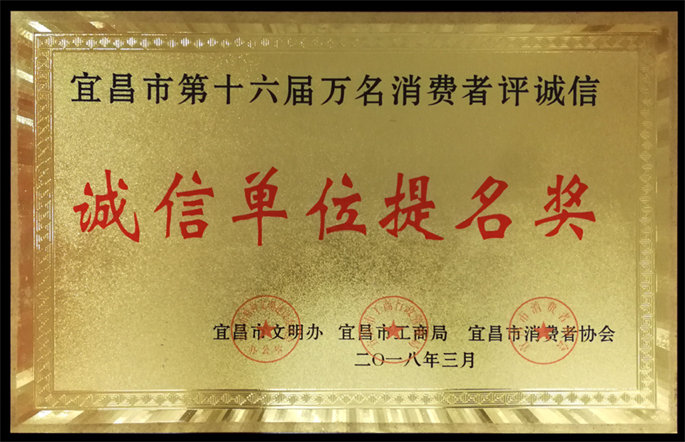 宜昌市第十六届万名消费者评诚信
诚信单位提名奖
宜昌市文明办 宜昌市工商局 宜昌市消费者协会
二〇一八年三月